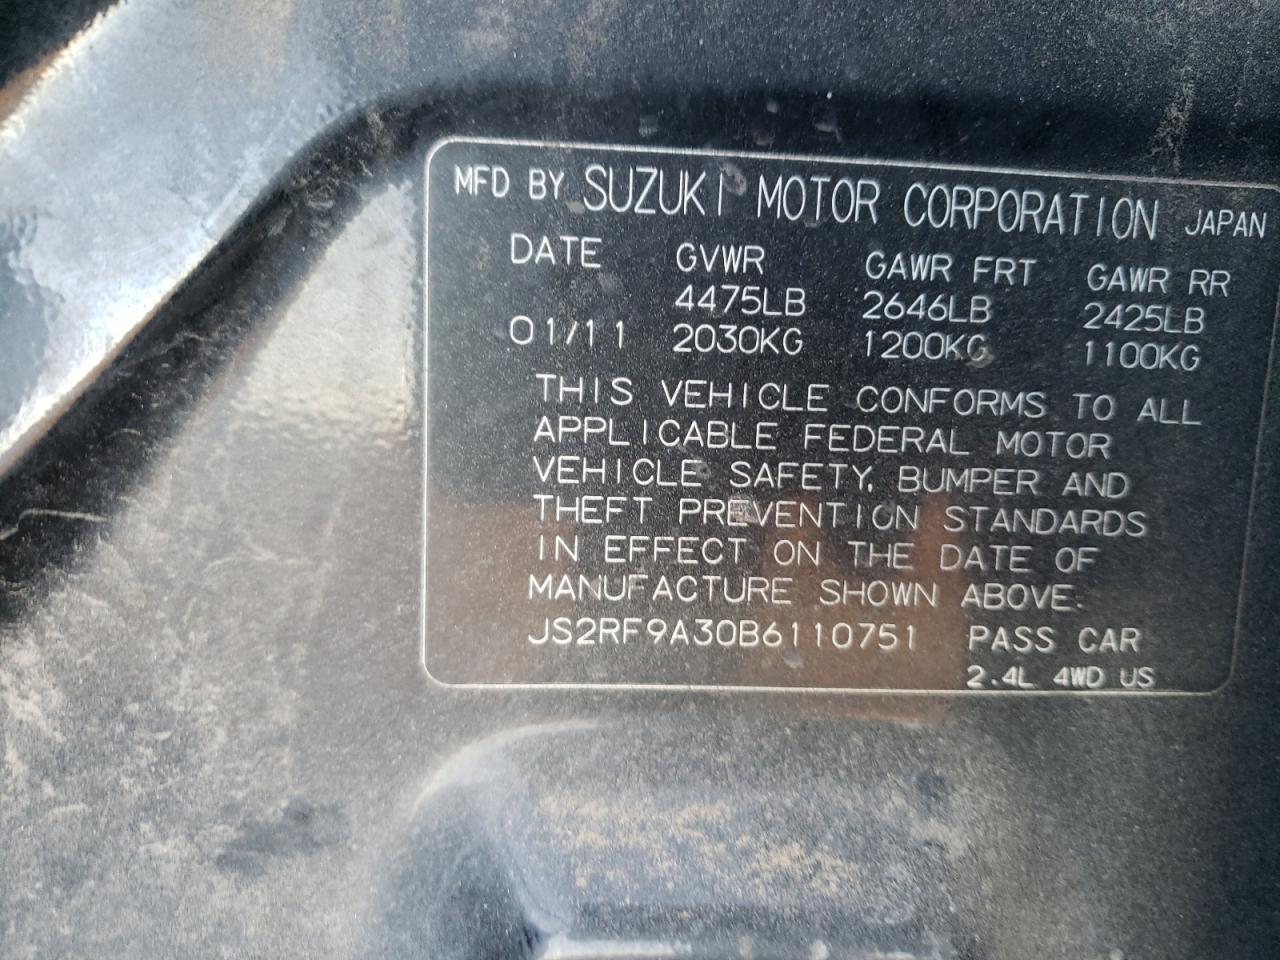 MFD BY SUZUKI MOTOR CORPORATION JAPAN
DATE GVWR GAWR FRT GAWR RR
4475LB 2646LB 2425LB
01/11 2030KG 1200KG 1100KG
THIS VEHICLE CONFORMS TO ALL
APPLICABLE FEDERAL MOTOR
VEHICLE SAFETY, BUMPER AND
THEFT PREVENTION STANDARDS
IN EFFECT ON THE DATE OF
MANUFACTURE SHOWN ABOVE.
JS2RF9A30B6110751 PASS CAR
2.4L 4WD US